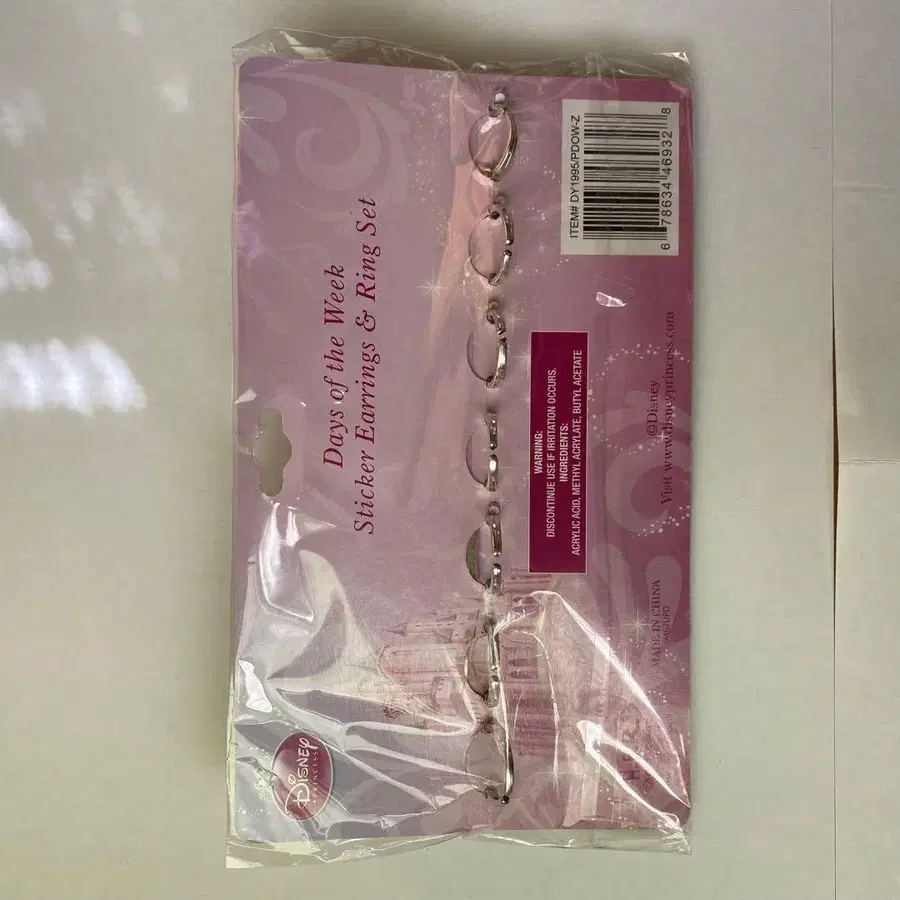 Days of the Week
Sticker Earrings & Ring Set
ITEM# DY1995/PDOW-Z
6 78634 46932 8
WARNING:
DISCONTINUE USE IF IRRITATION OCCURS.
INGREDIENTS:
ACRYLIC ACID, METHYL ACRYLATE, BUTYL ACETATE
©Disney
Visit www.disneyprincess.com
MADE IN CHINA
DISNEY
PRINCESS